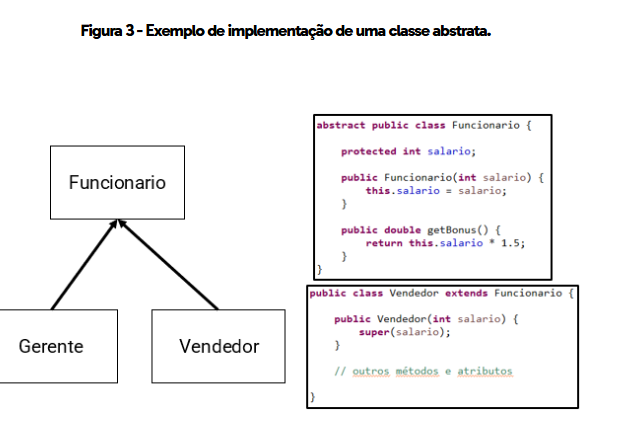 Figura 3 - Exemplo de implementação de uma classe abstrata.
Funcionario
Gerente
Vendedor
abstract public class Funcionario {
protected int salario;
public Funcionario(int salario) {
this.salario = salario;
}
public double getBonus() {
return this.salario * 1.5;
}
}
public class Vendedor extends Funcionario {
public Vendedor(int salario) {
super(salario);
}
// outros métodos e atributos
}